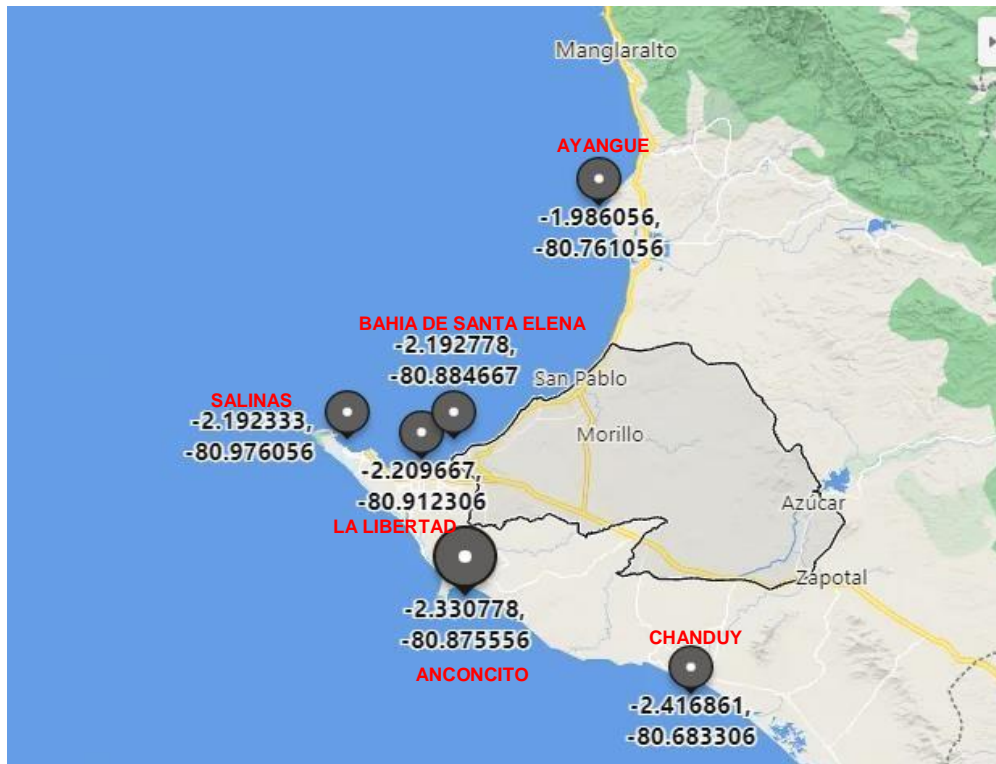 Manglaralto
AYANGUE
-1.986056,
-80.761056
BAHIA DE SANTA ELENA
-2.192778,
-80.884667
San Pablo
SALINAS
-2.192333,
-80.976056
Morillo
-2.209667,
-80.912306
LA LIBERTAD
Azúcar
Zapotal
-2.330778,
-80.875556
ANCONCITO
CHANDUY
-2.416861,
-80.683306